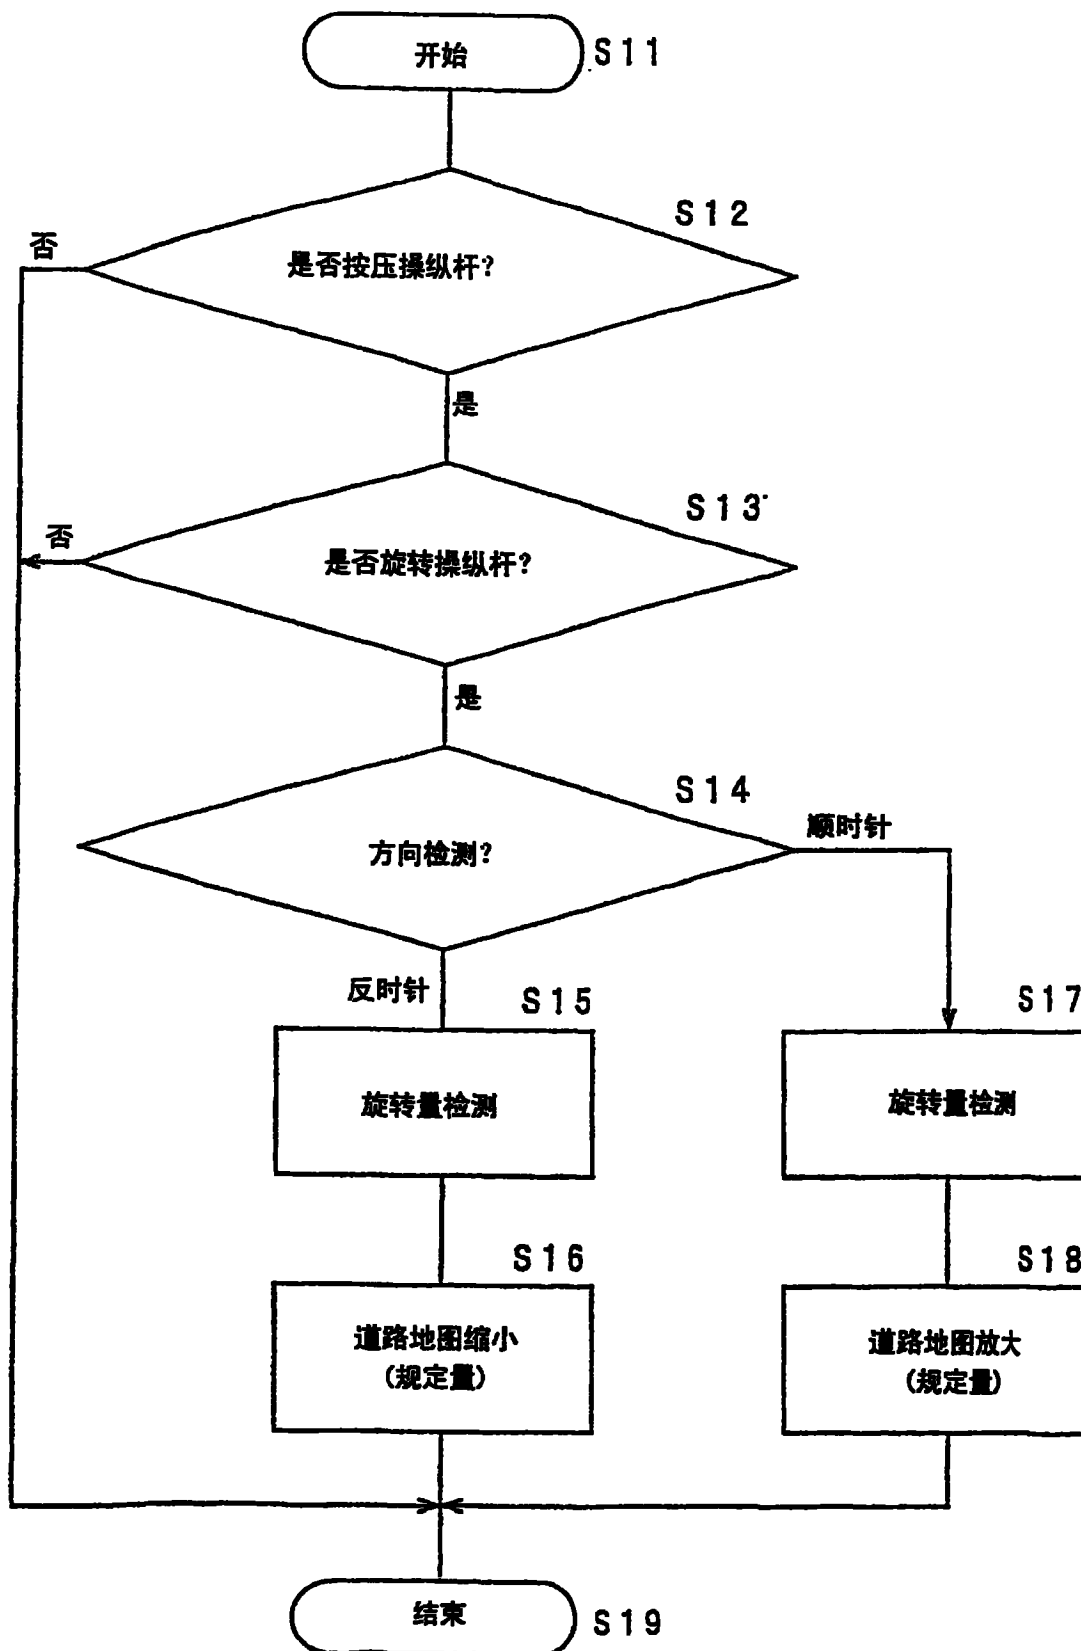 开始
S11
S12
否
是否按压操纵杆?
是
S13
否
是否旋转操纵杆?
是
S14
顺时针
方向检测?
反时针
S15
S17
旋转量检测
旋转量检测
S16
S18
道路地图缩小
(规定量)
道路地图放大
(规定量)
结束
S19